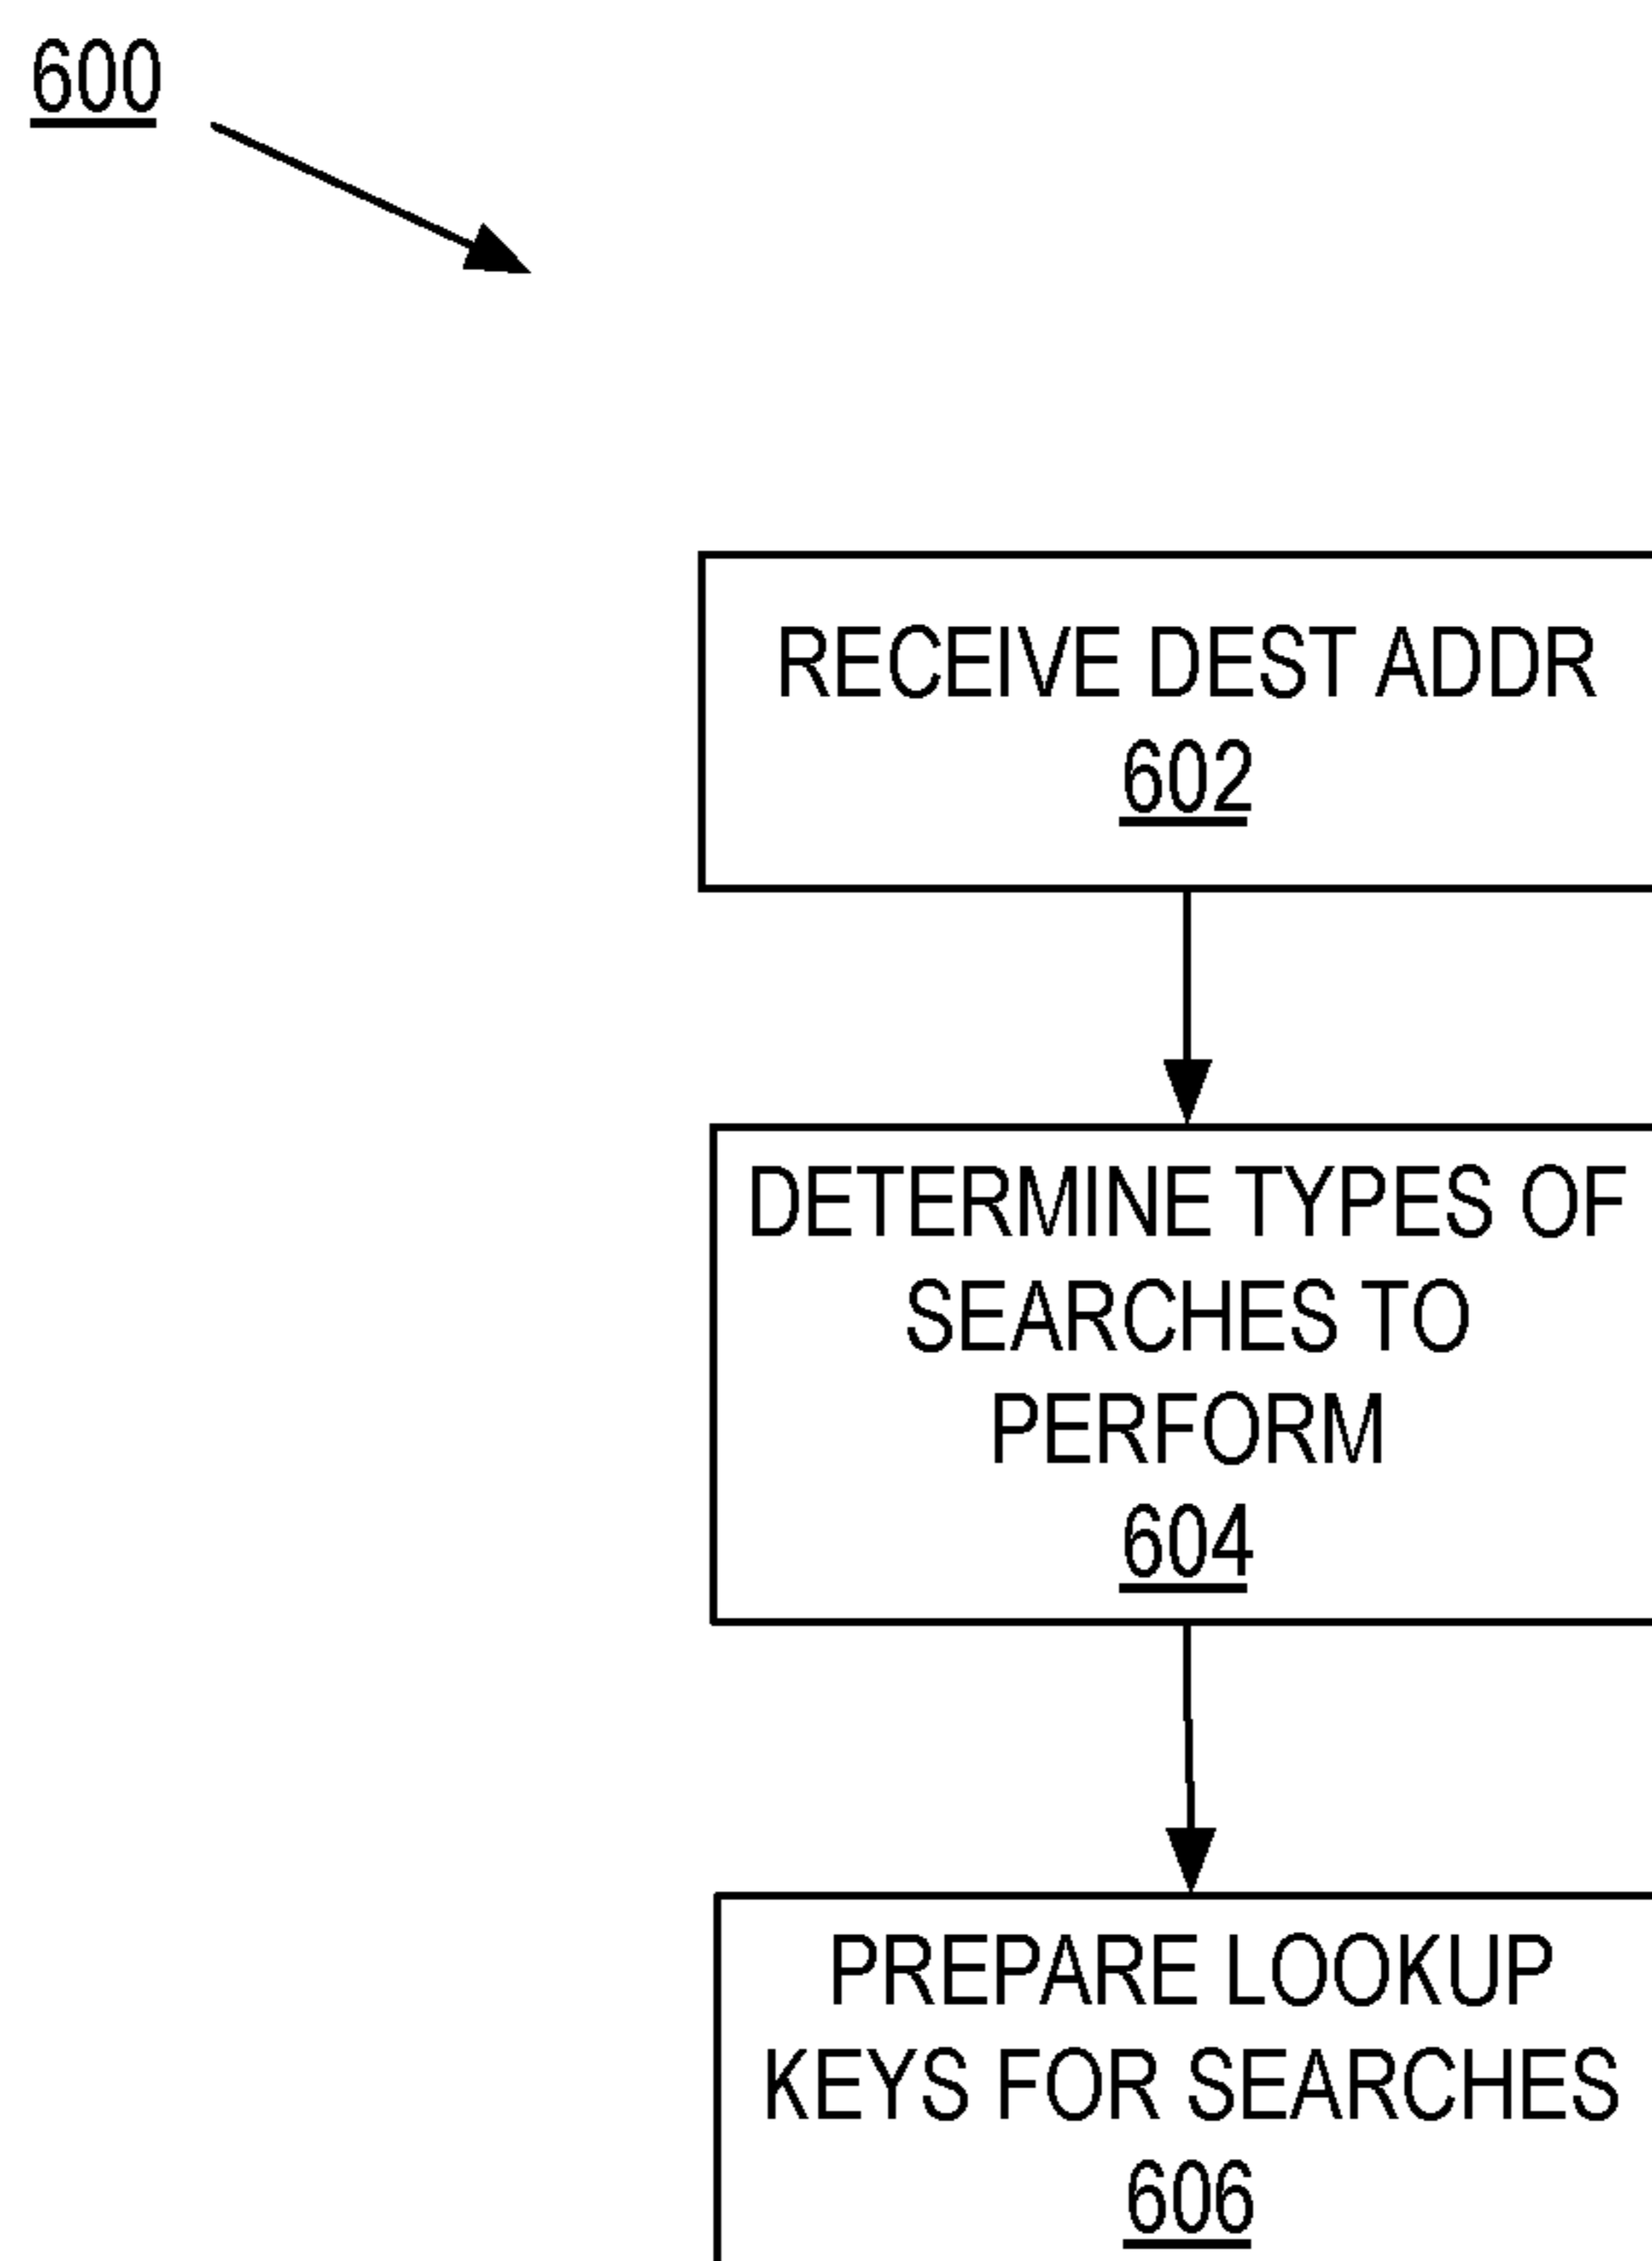 600
RECEIVE DEST ADDR
602
DETERMINE TYPES OF
SEARCHES TO
PERFORM
604
PREPARE LOOKUP
KEYS FOR SEARCHES
606